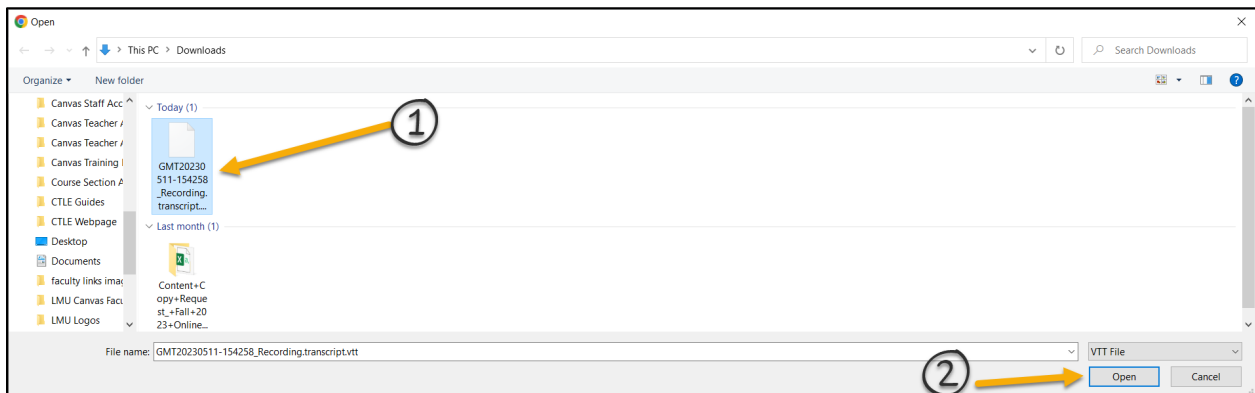 Open
This PC > Downloads
Search Downloads
Organize
New folder
Canvas Staff Acc
Canvas Teacher A
Canvas Teacher A
Canvas Training
Course Section A
CTLE Guides
CTLE Webpage
Desktop
Documents
faculty links imag
LMU Canvas Facu
LMU Logos
Today (1)
1
GMT20230
511-154258
_Recording.
transcript....
Last month (1)
Content+C
opy+Reque
st_+Fall+20
23+Online...
File name: GMT20230511-154258_Recording.transcript.vtt
VTT File
2
Open
Cancel